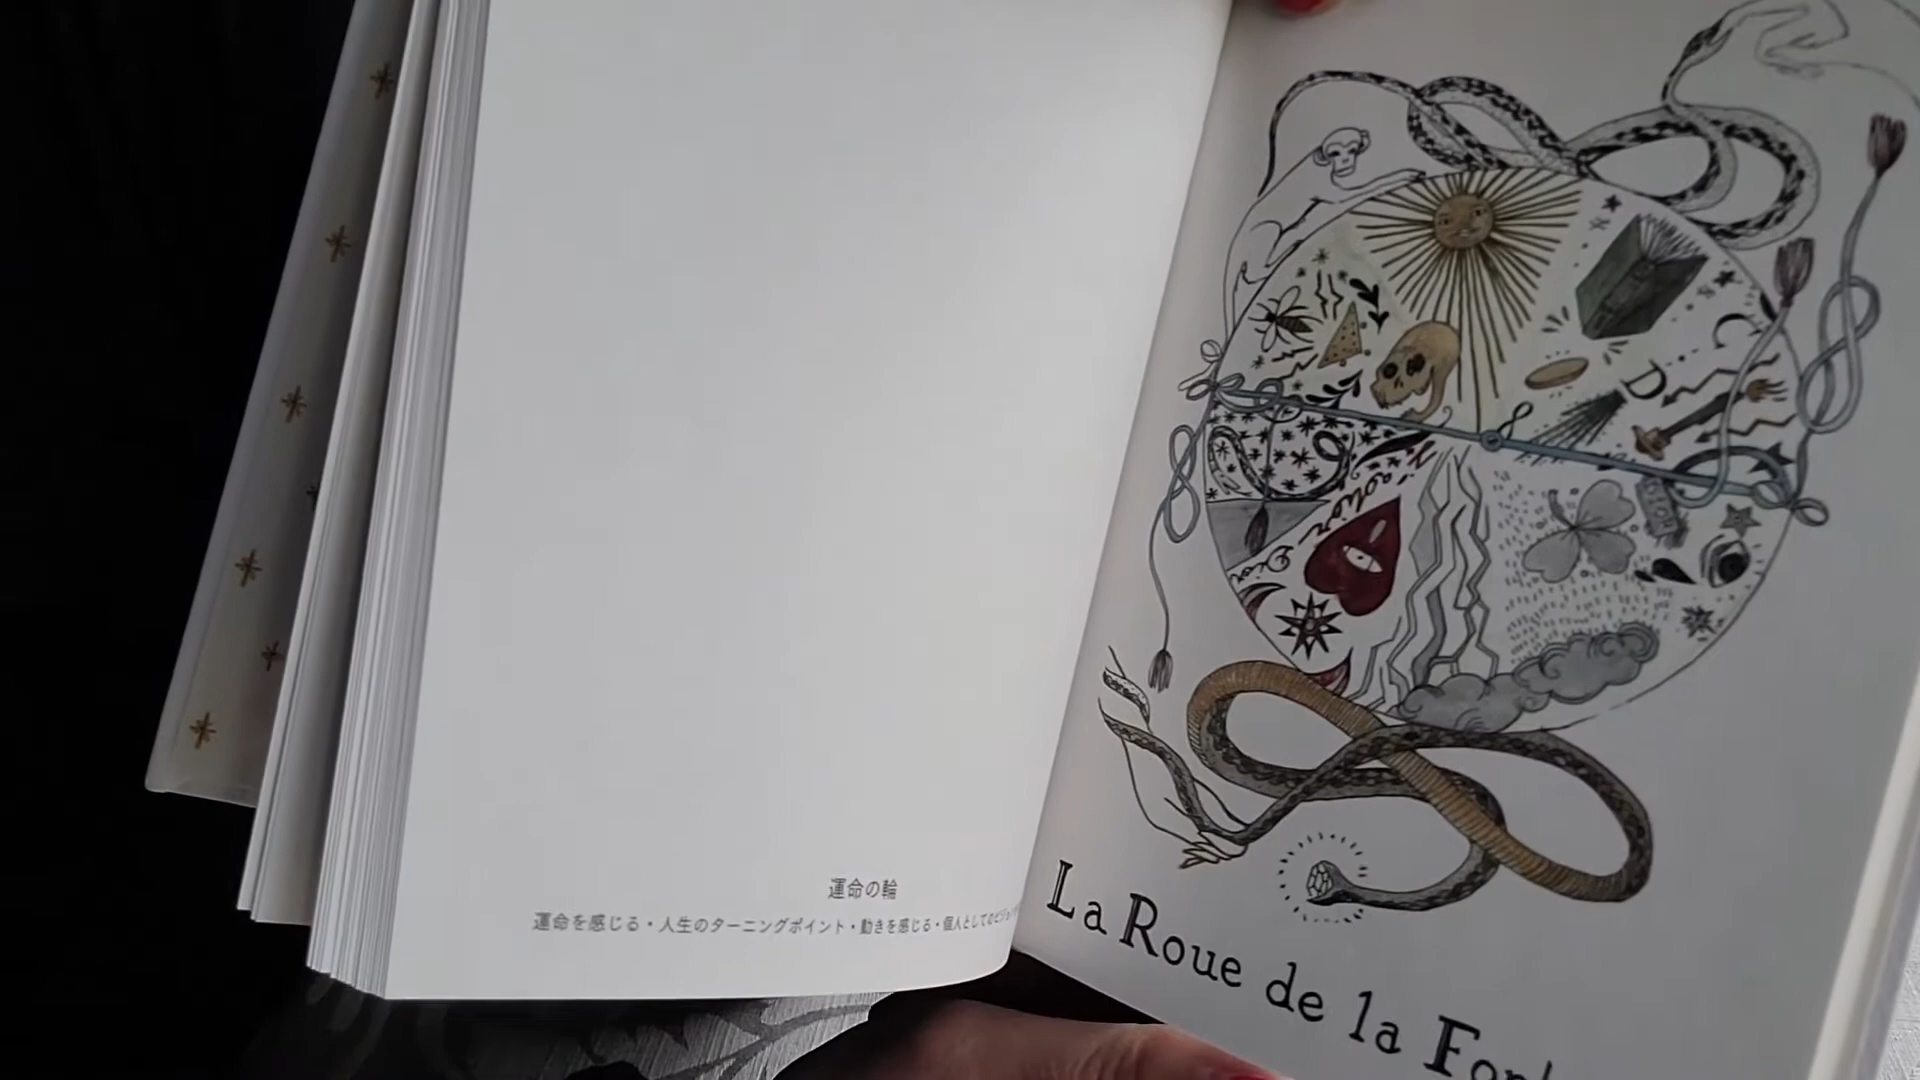 運命の輪
運命を感じる・人生のターニングポイント・動きを感じる・個人としての
D
DIOR
Dior
La Roue de la